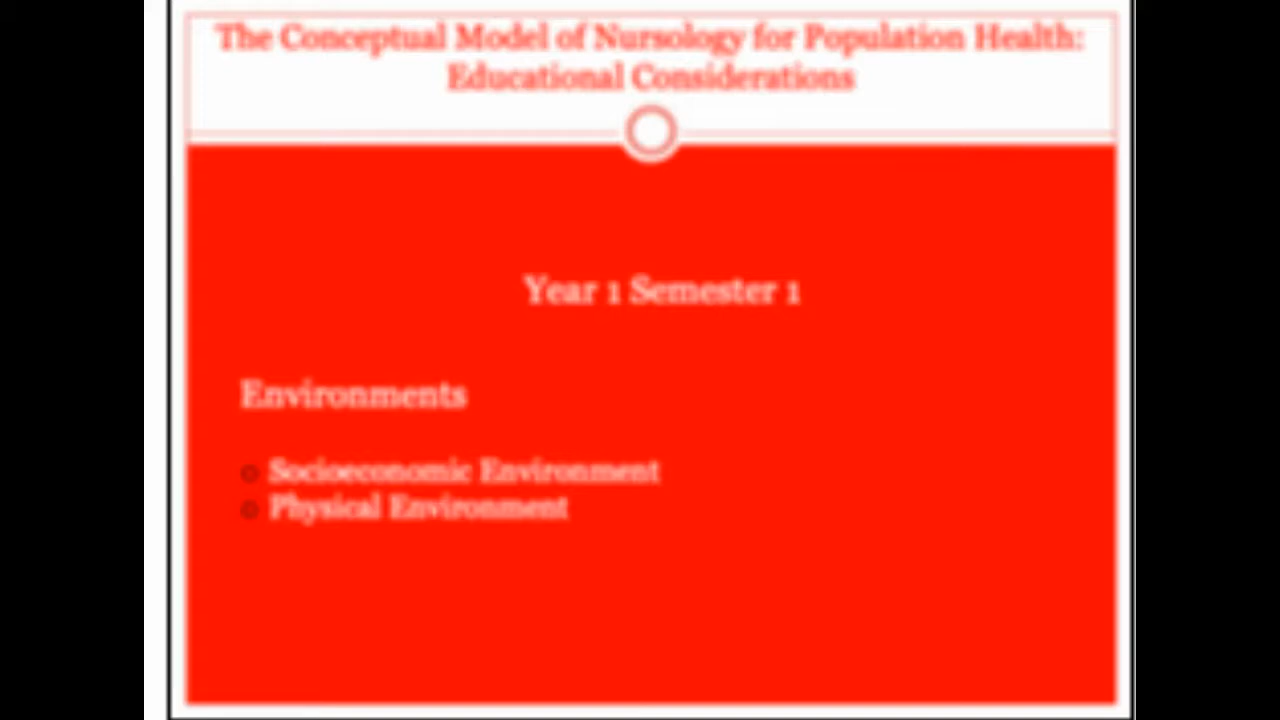 The Conceptual Model of Nursology for Population Health:
Educational Considerations
Year 1 Semester 1
Environments
Socioeconomic Environment
Physical Environment